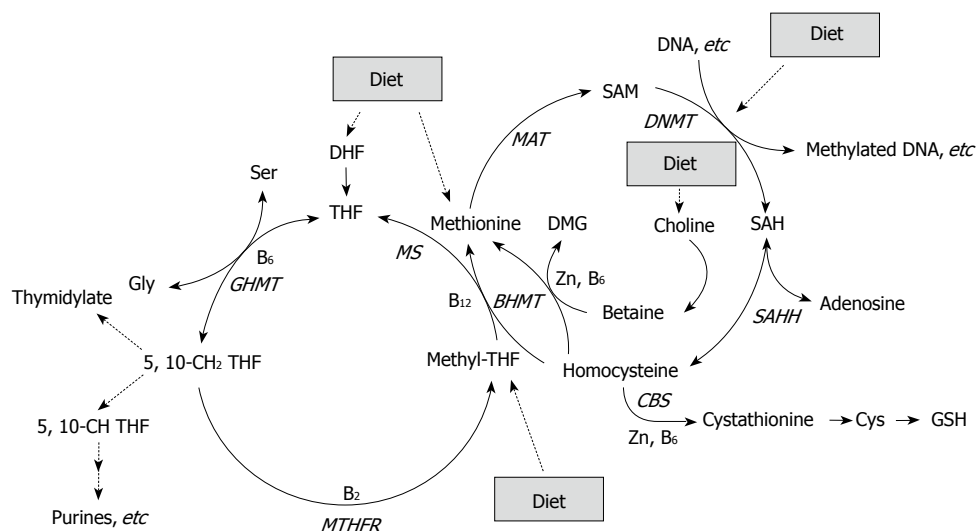 DNA, etc
Diet
Diet
SAM
DNMT
MAT
DHF
Methylated DNA, etc
Diet
Ser
THF
Methionine
DMG
Choline
SAH
MS
B₆
GHMT
Gly
Zn, B₆
Thymidylate
B₁₂
BHMT
Betaine
SAHH
Adenosine
5, 10-CH₂ THF
Methyl-THF
Homocysteine
CBS
5, 10-CH THF
Cystathionine
Cys
GSH
Zn, B₆
B₂
Diet
Purines, etc
MTHFR